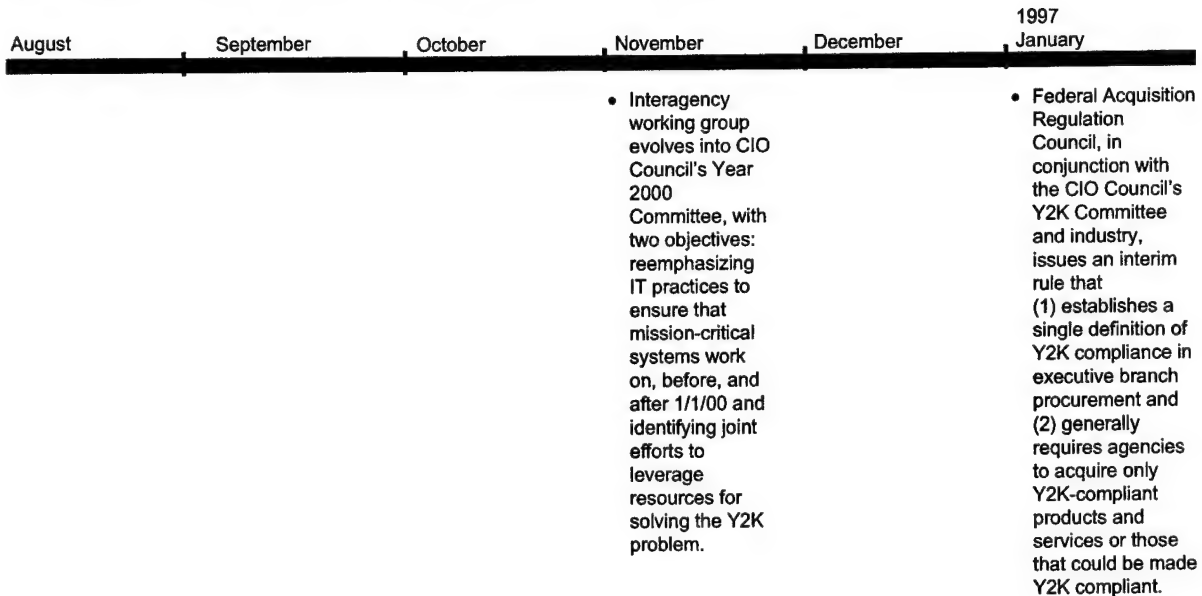 1997
August September October November December January
• Interagency
working group
evolves into CIO
Council's Year
2000
Committee, with
two objectives:
reemphasizing
IT practices to
ensure that
mission-critical
systems work
on, before, and
after 1/1/00 and
identifying joint
efforts to
leverage
resources for
solving the Y2K
problem.
• Federal Acquisition
Regulation
Council, in
conjunction with
the CIO Council's
Y2K Committee
and industry,
issues an interim
rule that
(1) establishes a
single definition of
Y2K compliance in
executive branch
procurement and
(2) generally
requires agencies
to acquire only
Y2K-compliant
products and
services or those
that could be made
Y2K compliant.